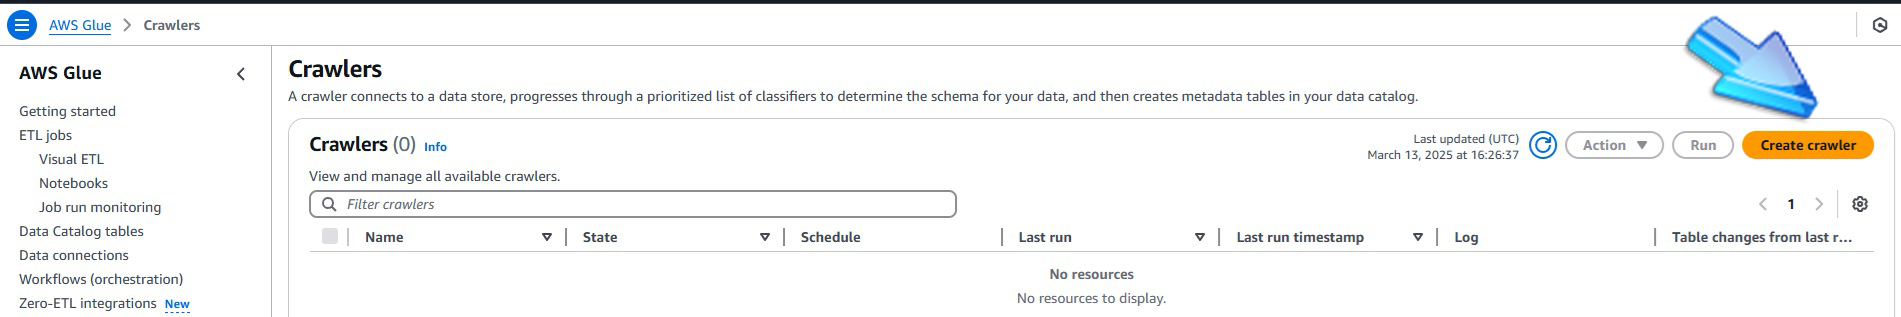 AWS Glue > Crawlers
AWS Glue
Getting started
ETL jobs
Visual ETL
Notebooks
Job run monitoring
Data Catalog tables
Data connections
Workflows (orchestration)
Zero-ETL integrations New
Crawlers
A crawler connects to a data store, progresses through a prioritized list of classifiers to determine the schema for your data, and then creates metadata tables in your data catalog.
Crawlers (0) Info
View and manage all available crawlers.
Last updated (UTC)
March 13, 2025 at 16:26:37
Action Run Create crawler
Filter crawlers
1
Name State Schedule Last run Last run timestamp Log Table changes from last r...
No resources
No resources to display.